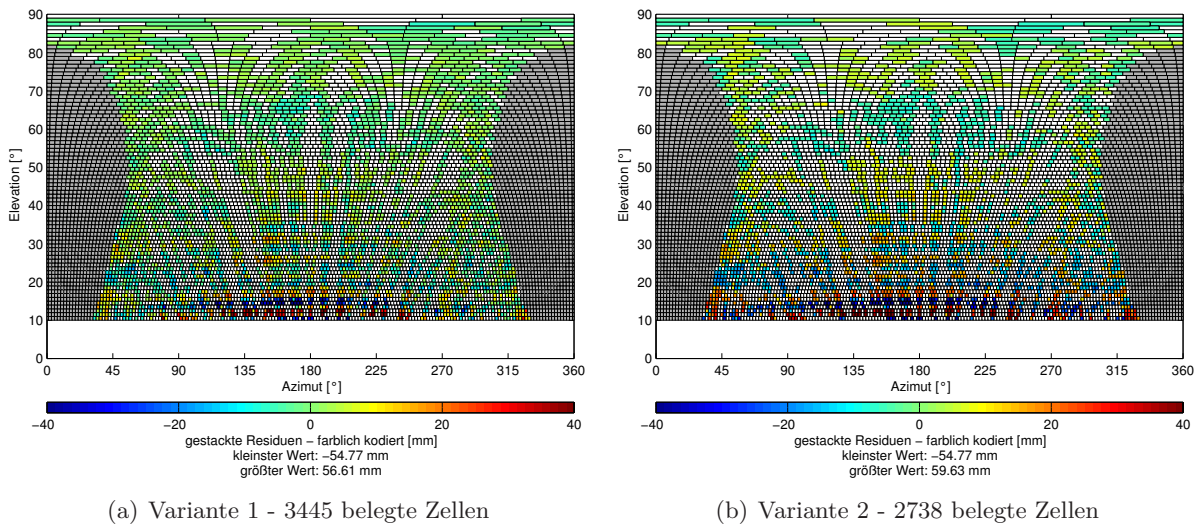 90
80
70
60
50
40
30
20
10
0
Elevation [°]
0 45 90 135 180 225 270 315 360
Azimut [°]
−40 −20 0 20 40
gestackte Residuen − farblich kodiert [mm]
kleinster Wert: −54.77 mm
größter Wert: 56.61 mm
(a) Variante 1 - 3445 belegte Zellen
90
80
70
60
50
40
30
20
10
0
Elevation [°]
0 45 90 135 180 225 270 315 360
Azimut [°]
−40 −20 0 20 40
gestackte Residuen − farblich kodiert [mm]
kleinster Wert: −54.77 mm
größter Wert: 59.63 mm
(b) Variante 2 - 2738 belegte Zellen